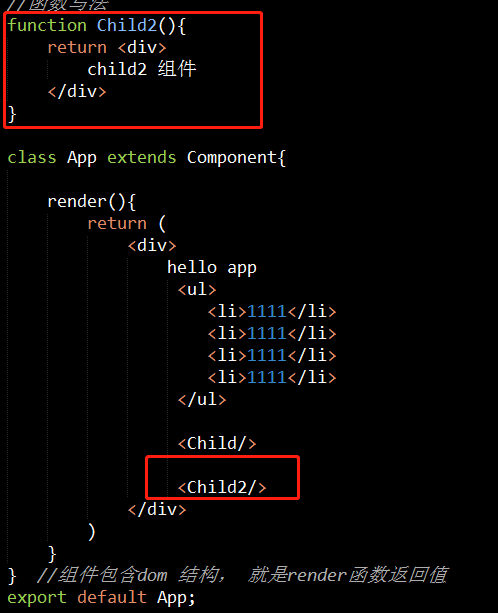 //函数写法
function Child2(){
return <div>
child2 组件
</div>
}
class App extends Component{
render(){
return (
<div>
hello app
<ul>
<li>1111</li>
<li>1111</li>
<li>1111</li>
<li>1111</li>
</ul>
<Child/>
<Child2/>
</div>
)
}
} //组件包含dom 结构， 就是render函数返回值
export default App;